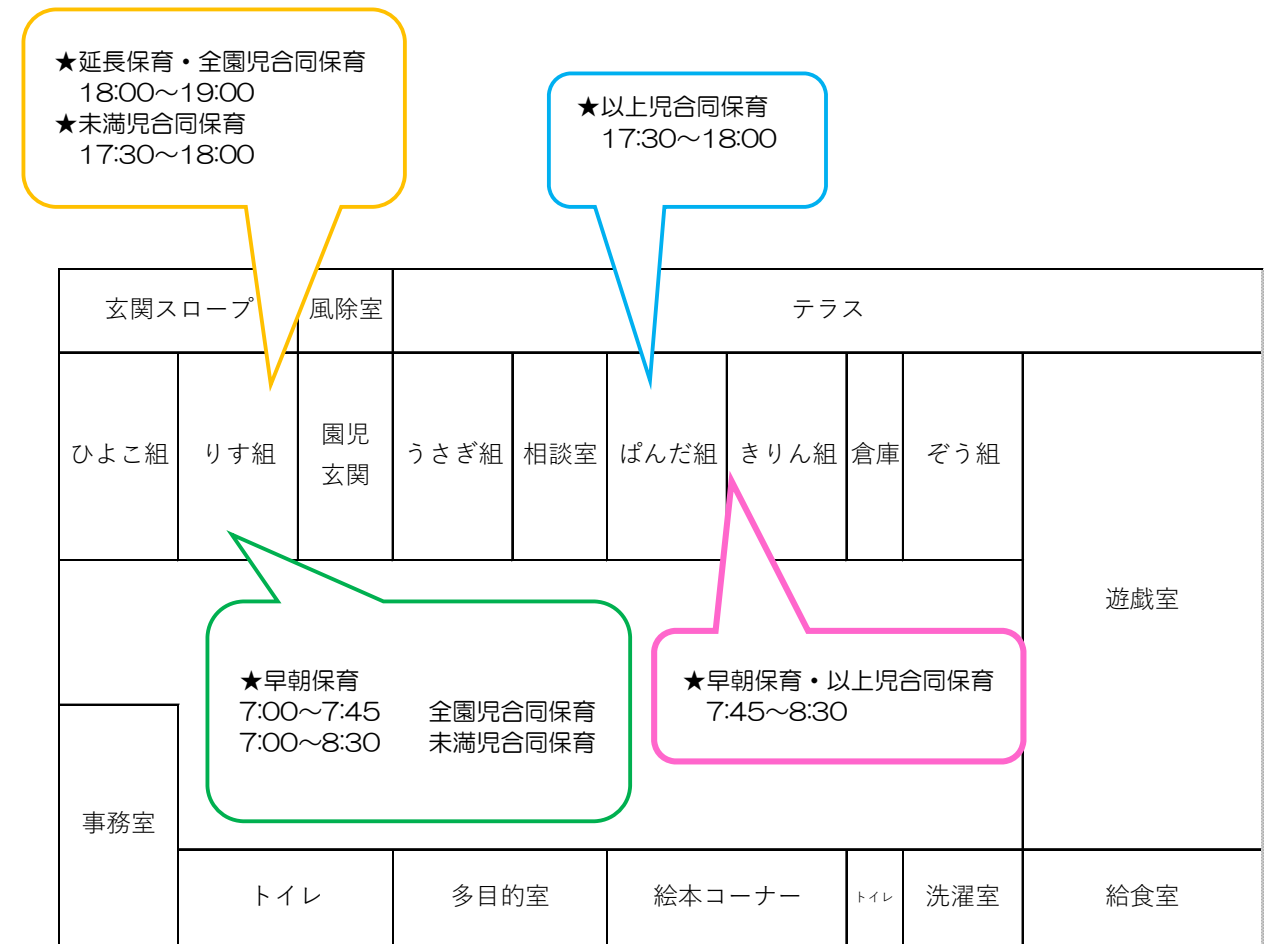 ★延長保育・全園児合同保育
18:00～19:00
★未満児合同保育
17:30～18:00
★以上児合同保育
17:30～18:00
玄関スロープ
風除室
テラス
ひよこ組
りす組
園児
玄関
うさぎ組
相談室
ぱんだ組
きりん組
倉庫
ぞう組
遊戯室
★早朝保育
7:00～7:45 全園児合同保育
7:00～8:30 未満児合同保育
★早朝保育・以上児合同保育
7:45～8:30
事務室
トイレ
多目的室
絵本コーナー
トイレ
洗濯室
給食室